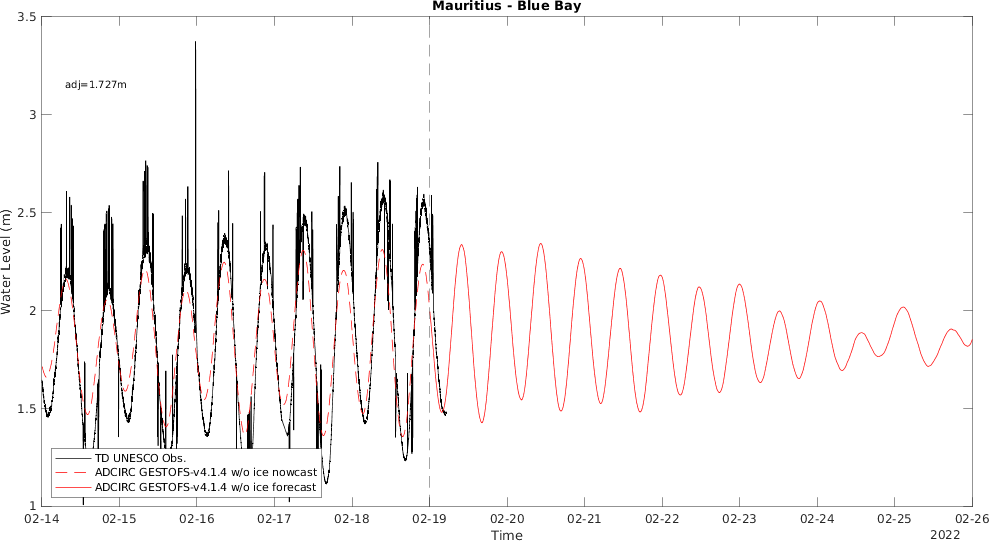 Mauritius - Blue Bay
3.5
3
2.5
2
1.5
1
Water Level (m)
adj=1.727m
TD UNESCO Obs.
ADCIRC GESTOFS-v4.1.4 w/o ice nowcast
ADCIRC GESTOFS-v4.1.4 w/o ice forecast
02-14 02-15 02-16 02-17 02-18 02-19 02-20 02-21 02-22 02-23 02-24 02-25 02-26
Time
2022